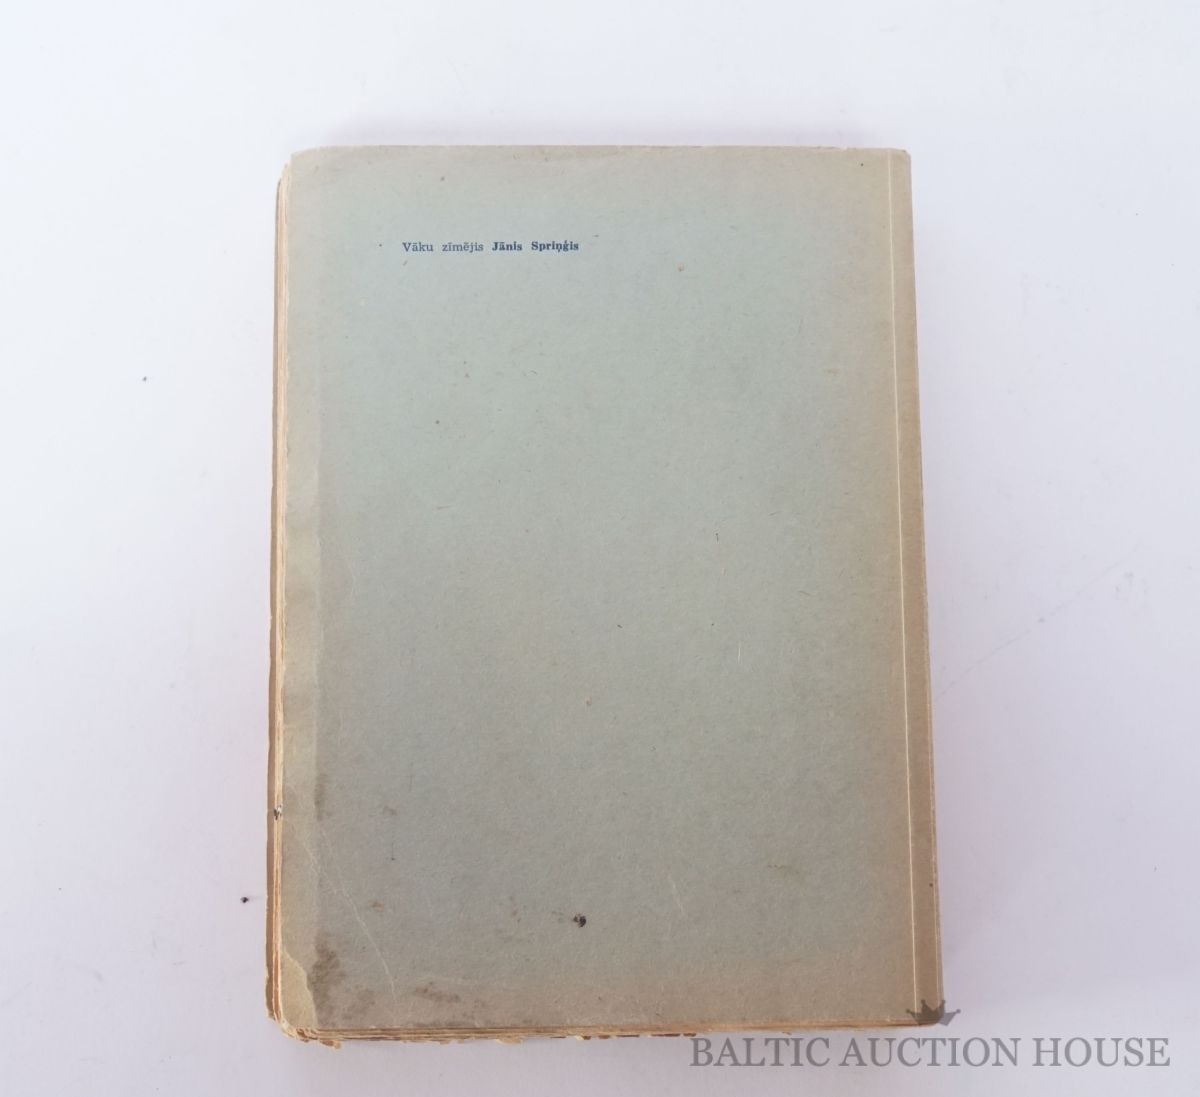 Vāku zīmējis Jānis Spriņģis
BALTIC AUCTION HOUSE